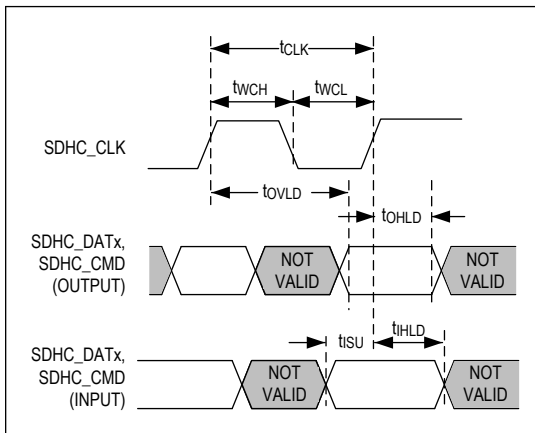 tCLK
tWCH
tWCL
SDHC_CLK
tOVLD
tOHLD
SDHC_DATx,
SDHC_CMD
(OUTPUT)
NOT
VALID
NOT
VALID
tISU
tIHLD
SDHC_DATx,
SDHC_CMD
(INPUT)
NOT
VALID
NOT
VALID